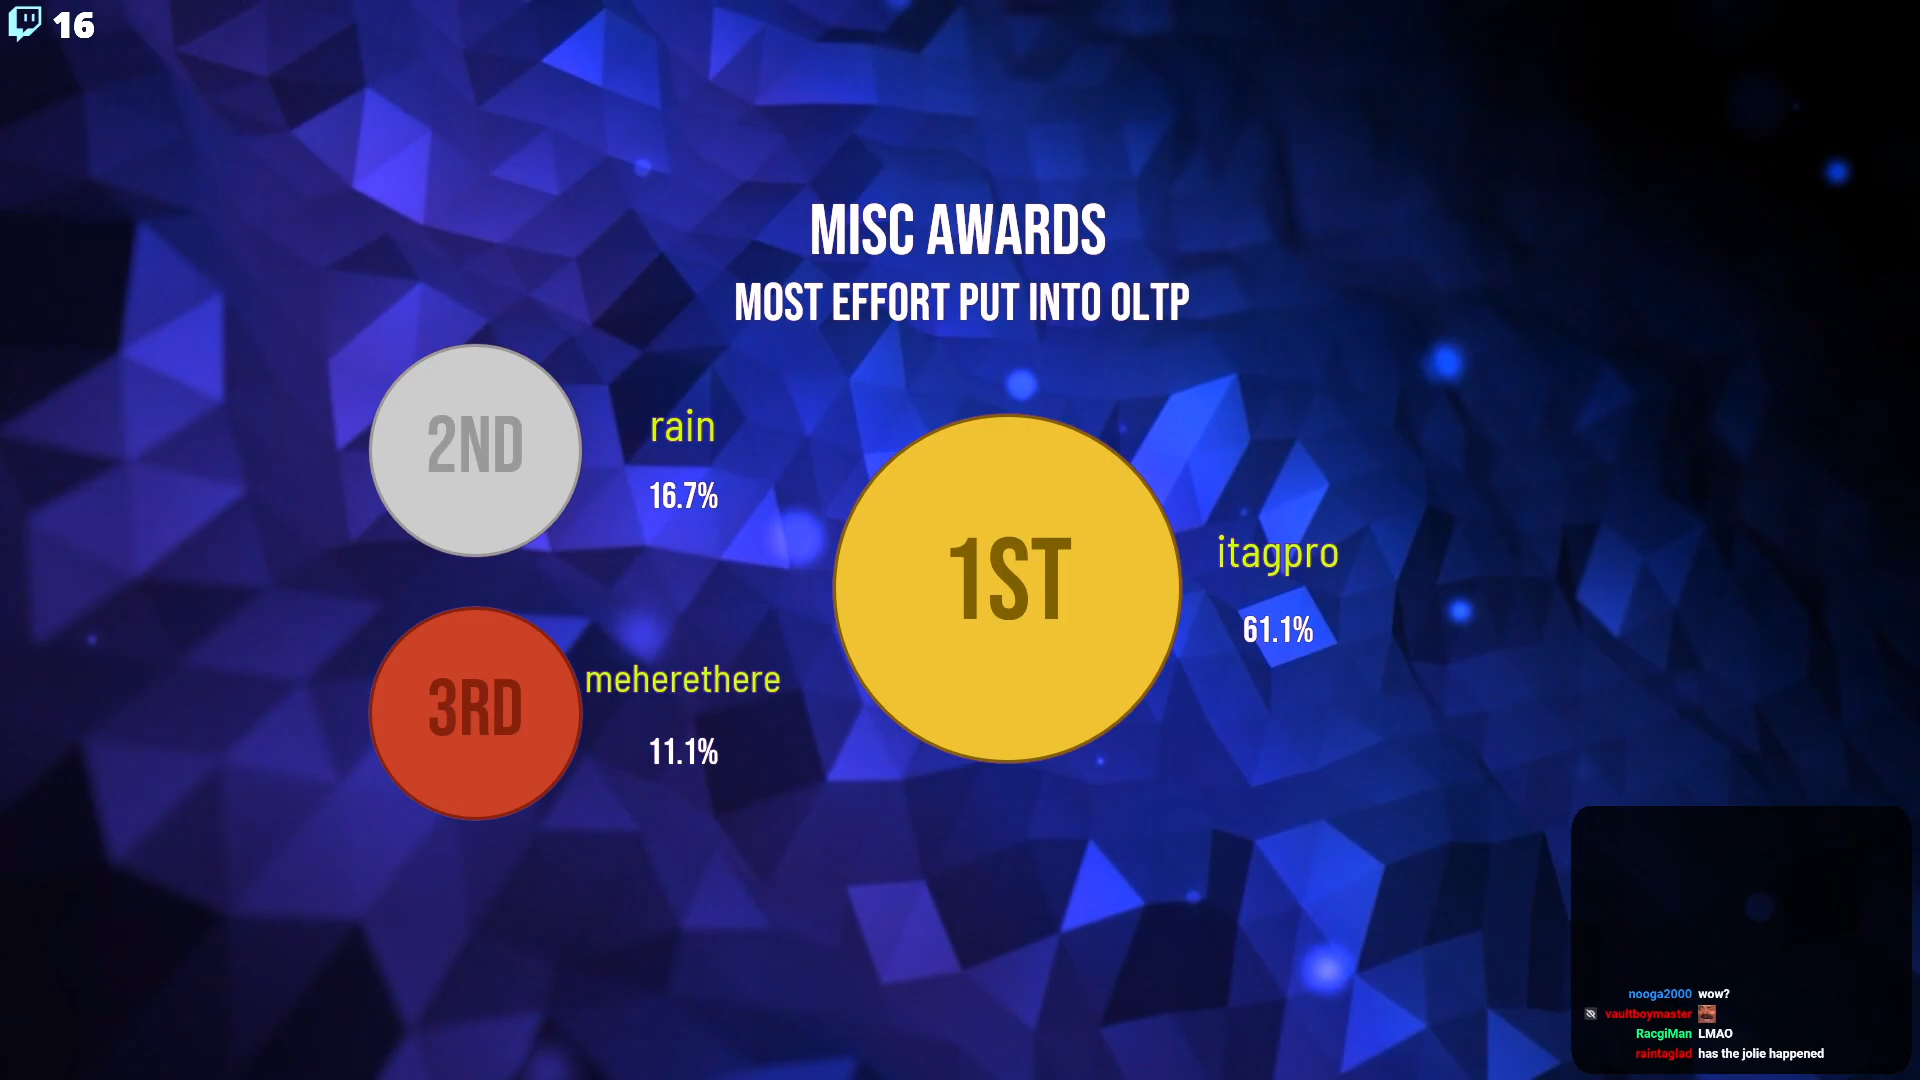 16
MISC AWARDS
MOST EFFORT PUT INTO OLTP
2ND
rain
16.7%
1ST
itagpro
61.1%
3RD
meherethere
11.1%
nooga2000 wow?
vaultboymaster
RacgiMan LMAO
raintaglad has the jolie happened